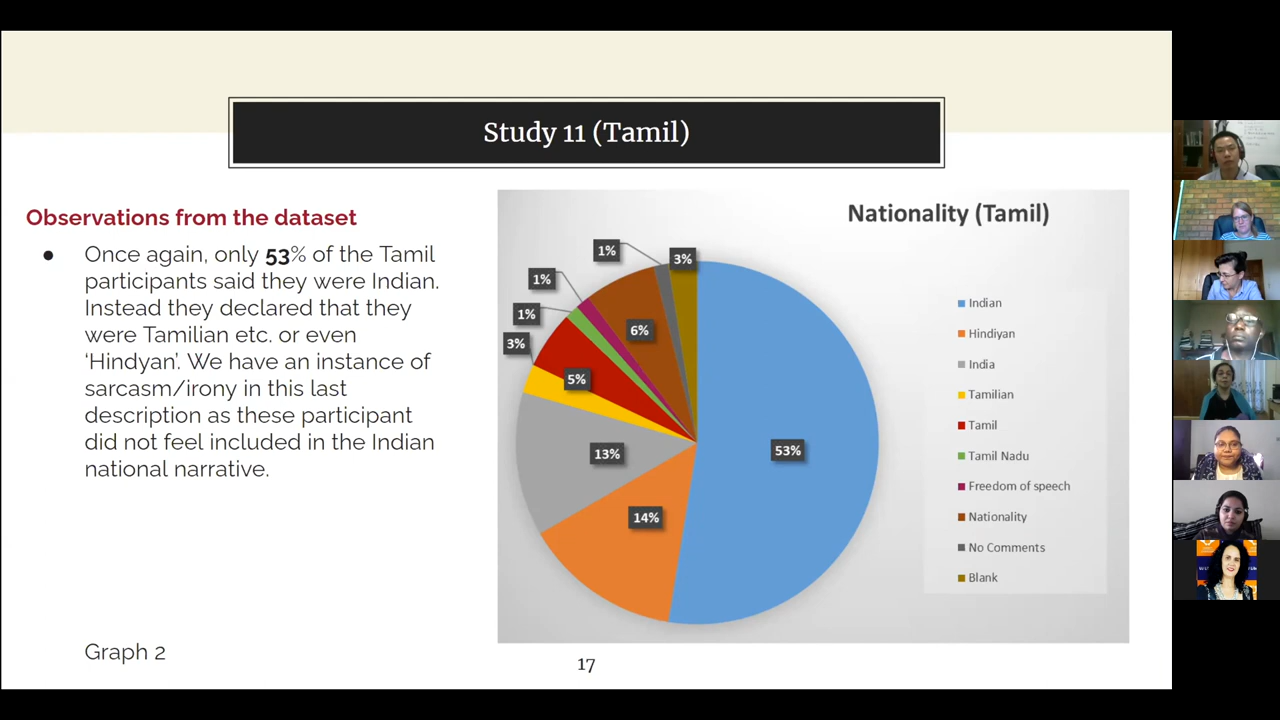 Study 11 (Tamil)
Observations from the dataset
● Once again, only 53% of the Tamil
participants said they were Indian.
Instead they declared that they
were Tamilian etc. or even
‘Hindyan’. We have an instance of
sarcasm/irony in this last
description as these participant
did not feel included in the Indian
national narrative.
Graph 2
Nationality (Tamil)
1%
3%
1%
1%
6%
3%
5%
13%
53%
14%
Indian
Hindiyan
India
Tamilian
Tamil
Tamil Nadu
Freedom of speech
Nationality
No Comments
Blank
17